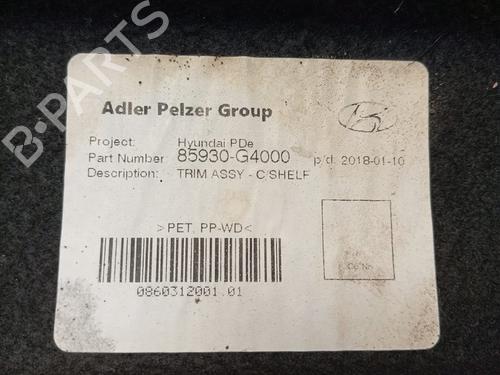 B-PARTS
Adler Pelzer Group
Project: Hyundai PDe
Part Number 85930-G4000 p/d. 2018-01-10
Description: TRIM ASSY - C/SHELF
>PET, PP-WD<
0860312001.01